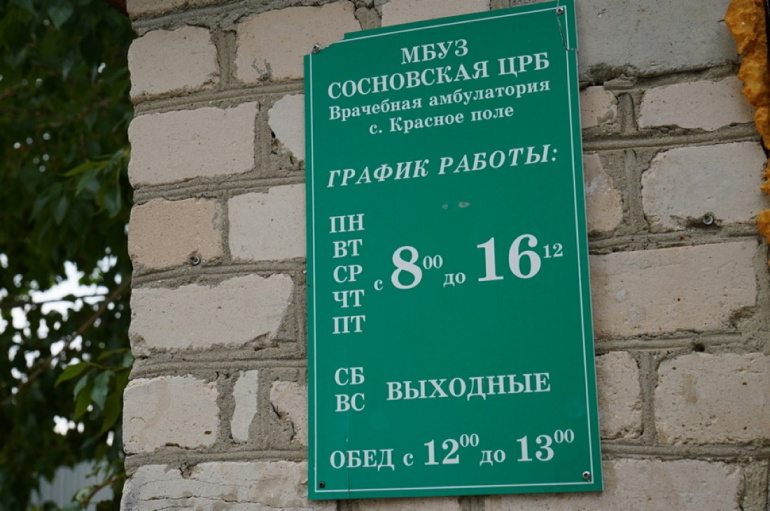 МБУЗ
СОСНОВСКАЯ ЦРБ
Врачебная амбулатория
с. Красное поле
ГРАФИК РАБОТЫ:
ПН
ВТ
СР
ЧТ
ПТ
с 8⁰⁰ до 16¹²
СБ
ВС
ВЫХОДНЫЕ
ОБЕД с 12⁰⁰ до 13⁰⁰